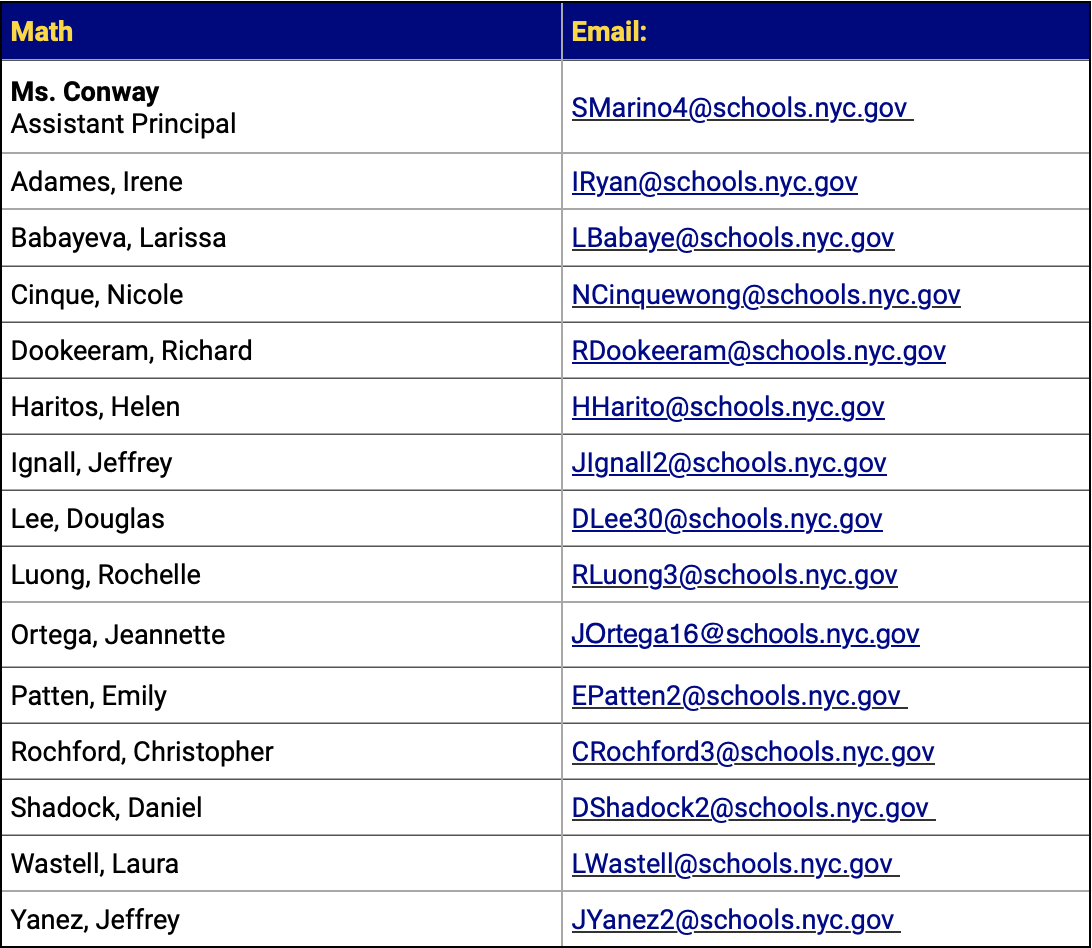 Math Email:
Ms. Conway
Assistant Principal SMarino4@schools.nyc.gov
Adames, Irene IRyan@schools.nyc.gov
Babayeva, Larissa LBabaye@schools.nyc.gov
Cinque, Nicole NCinquewong@schools.nyc.gov
Dookeeram, Richard RDookeeram@schools.nyc.gov
Haritos, Helen HHarito@schools.nyc.gov
Ignall, Jeffrey JIgnall2@schools.nyc.gov
Lee, Douglas DLee30@schools.nyc.gov
Luong, Rochelle RLuong3@schools.nyc.gov
Ortega, Jeannette JOrtega16@schools.nyc.gov
Patten, Emily EPatten2@schools.nyc.gov
Rochford, Christopher CRochford3@schools.nyc.gov
Shadock, Daniel DShadock2@schools.nyc.gov
Wastell, Laura LWastell@schools.nyc.gov
Yanez, Jeffrey JYanez2@schools.nyc.gov